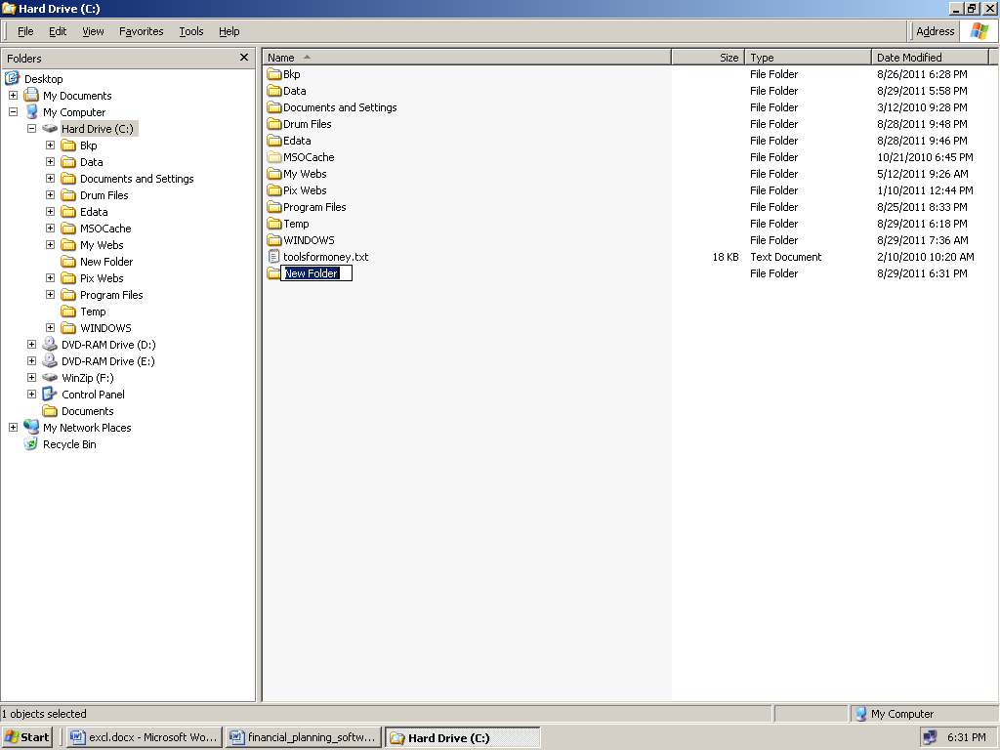 Hard Drive (C:)
File Edit View Favorites Tools Help Address
Folders
Desktop
My Documents
My Computer
Hard Drive (C:)
Bkp
Data
Documents and Settings
Drum Files
Edata
MSOCache
My Webs
New Folder
Pix Webs
Program Files
Temp
WINDOWS
DVD-RAM Drive (D:)
DVD-RAM Drive (E:)
WinZip (F:)
Control Panel
Documents
My Network Places
Recycle Bin
Name Size Type Date Modified
Bkp File Folder 8/26/2011 6:28 PM
Data File Folder 8/29/2011 5:58 PM
Documents and Settings File Folder 3/12/2010 9:28 PM
Drum Files File Folder 8/28/2011 9:48 PM
Edata File Folder 8/28/2011 9:46 PM
MSOCache File Folder 10/21/2010 6:45 PM
My Webs File Folder 5/12/2011 9:26 AM
Pix Webs File Folder 1/10/2011 12:44 PM
Program Files File Folder 8/25/2011 8:33 PM
Temp File Folder 8/29/2011 6:18 PM
WINDOWS File Folder 8/29/2011 7:36 AM
toolsformoney.txt 18 KB Text Document 2/10/2010 10:20 AM
New Folder File Folder 8/29/2011 6:31 PM
1 objects selected My Computer
Start excl.docx - Microsoft Wo... financial_planning_softw... Hard Drive (C:) 6:31 PM